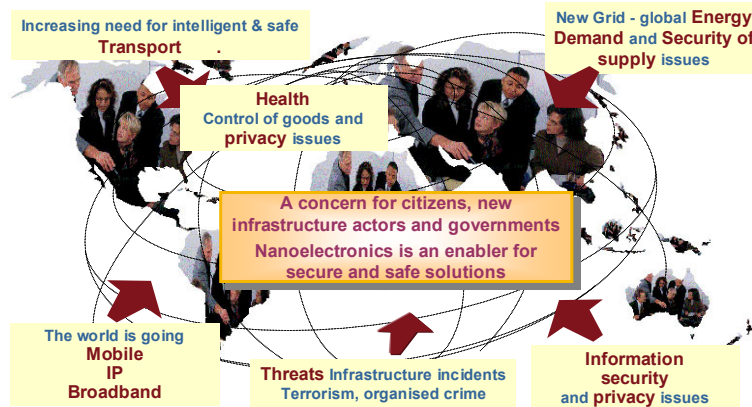 Increasing need for intelligent & safe
Transport .
New Grid - global Energy
Demand and Security of
supply issues
Health
Control of goods and
privacy issues
A concern for citizens, new
infrastructure actors and governments
Nanoelectronics is an enabler for
secure and safe solutions
The world is going
Mobile
IP
Broadband
Threats Infrastructure incidents
Terrorism, organised crime
Information
security
and privacy issues